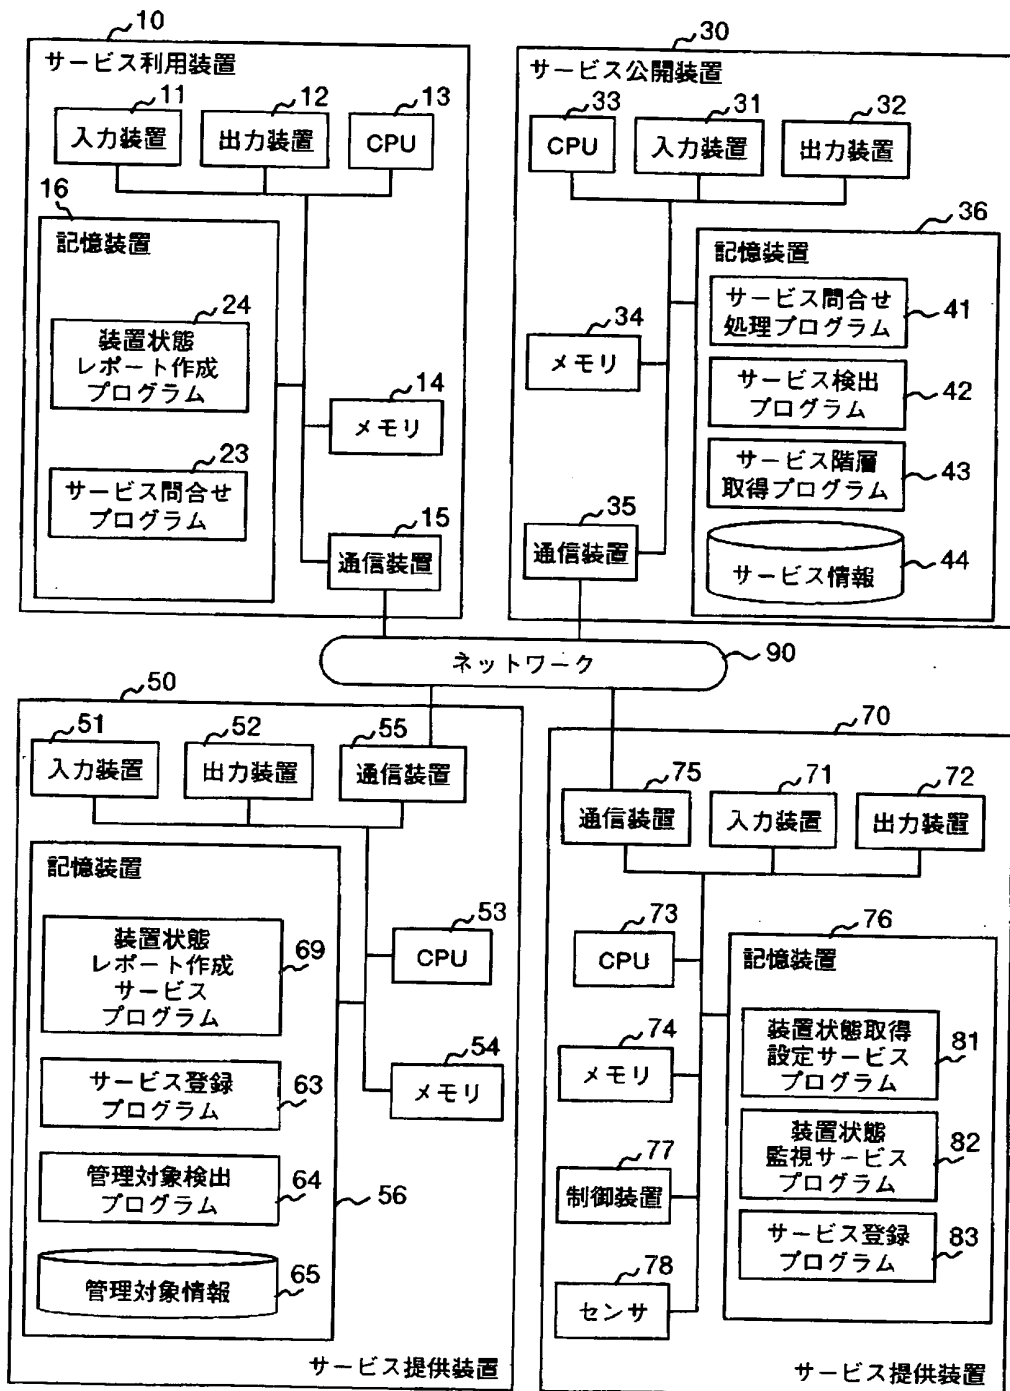 10
サービス利用装置
11
入力装置
12
出力装置
13
CPU
16
記憶装置
24
装置状態
レポート作成
プログラム
23
サービス問合せ
プログラム
14
メモリ
15
通信装置
30
サービス公開装置
33
CPU
31
入力装置
32
出力装置
36
記憶装置
サービス問合せ
処理プログラム
41
サービス検出
プログラム
42
サービス階層
取得プログラム
43
サービス情報
44
34
メモリ
35
通信装置
ネットワーク
90
50
51
入力装置
52
出力装置
55
通信装置
記憶装置
装置状態
レポート作成
サービス
プログラム
69
サービス登録
プログラム
63
管理対象検出
プログラム
64
管理対象情報
65
56
53
CPU
54
メモリ
サービス提供装置
70
75
通信装置
71
入力装置
72
出力装置
73
CPU
74
メモリ
77
制御装置
78
センサ
76
記憶装置
装置状態取得
設定サービス
プログラム
81
装置状態
監視サービス
プログラム
82
サービス登録
プログラム
83
サービス提供装置